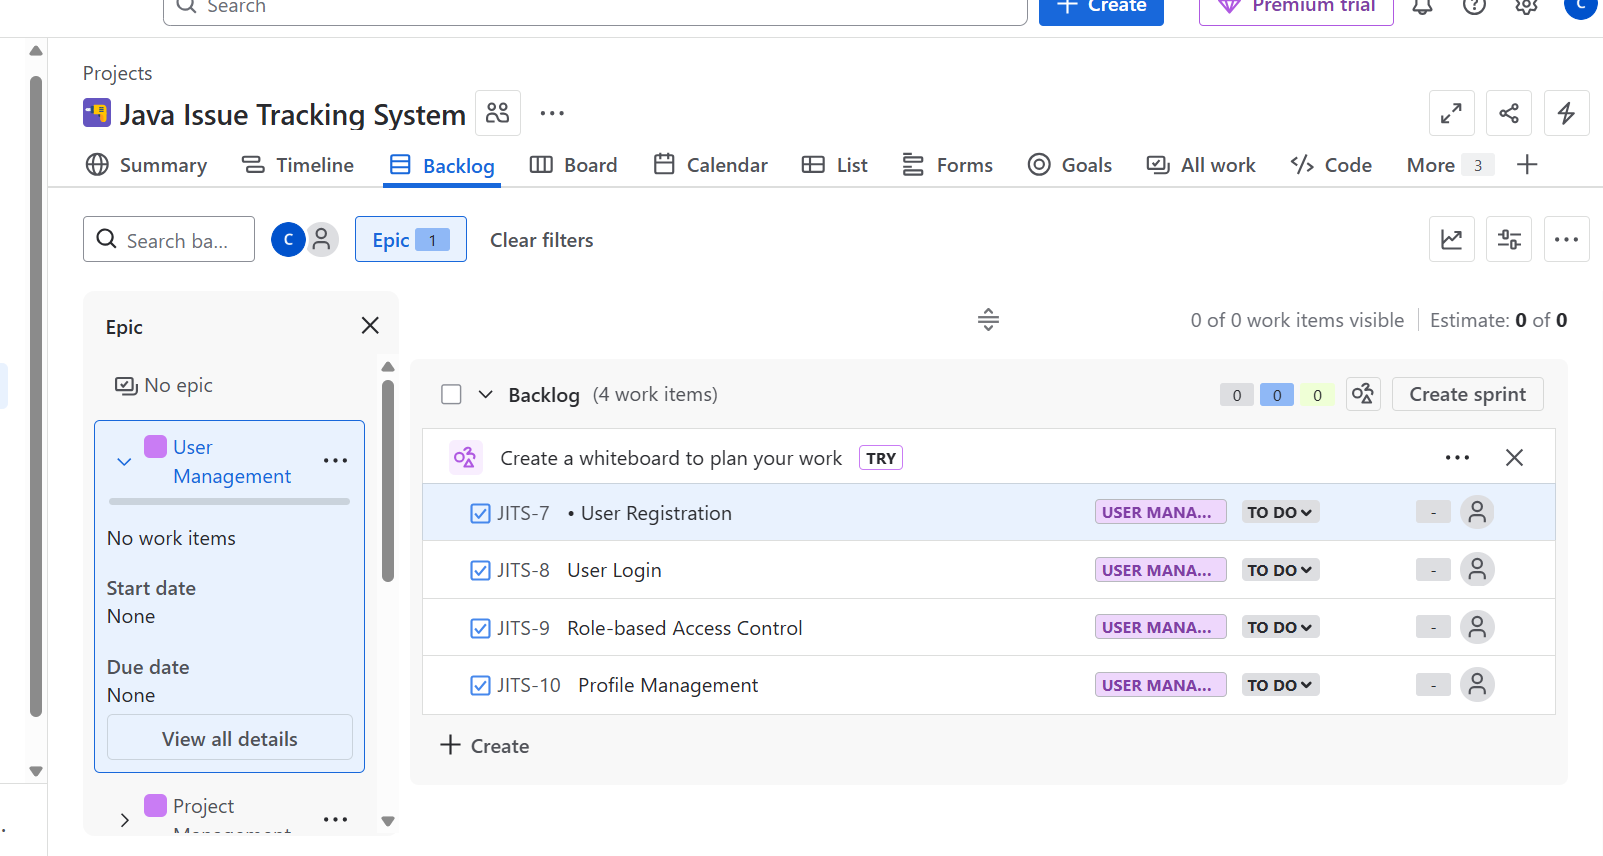 Search
Create
Premium trial
C
Projects
Java Issue Tracking System
Summary
Timeline
Backlog
Board
Calendar
List
Forms
Goals
All work
Code
More 3
Search ba...
C
Epic 1
Clear filters
Epic
0 of 0 work items visible
Estimate: 0 of 0
No epic
Backlog (4 work items)
0 0 0
Create sprint
User
Management
Create a whiteboard to plan your work TRY
JITS-7 • User Registration USER MANA... TO DO -
No work items
JITS-8 User Login USER MANA... TO DO -
Start date
None
JITS-9 Role-based Access Control USER MANA... TO DO -
Due date
None
JITS-10 Profile Management USER MANA... TO DO -
View all details
Create
Project
Management